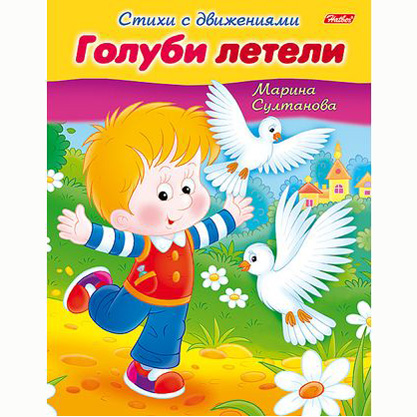 Стихи с движениями
Hatber
Голуби летели
Марина
Султанова